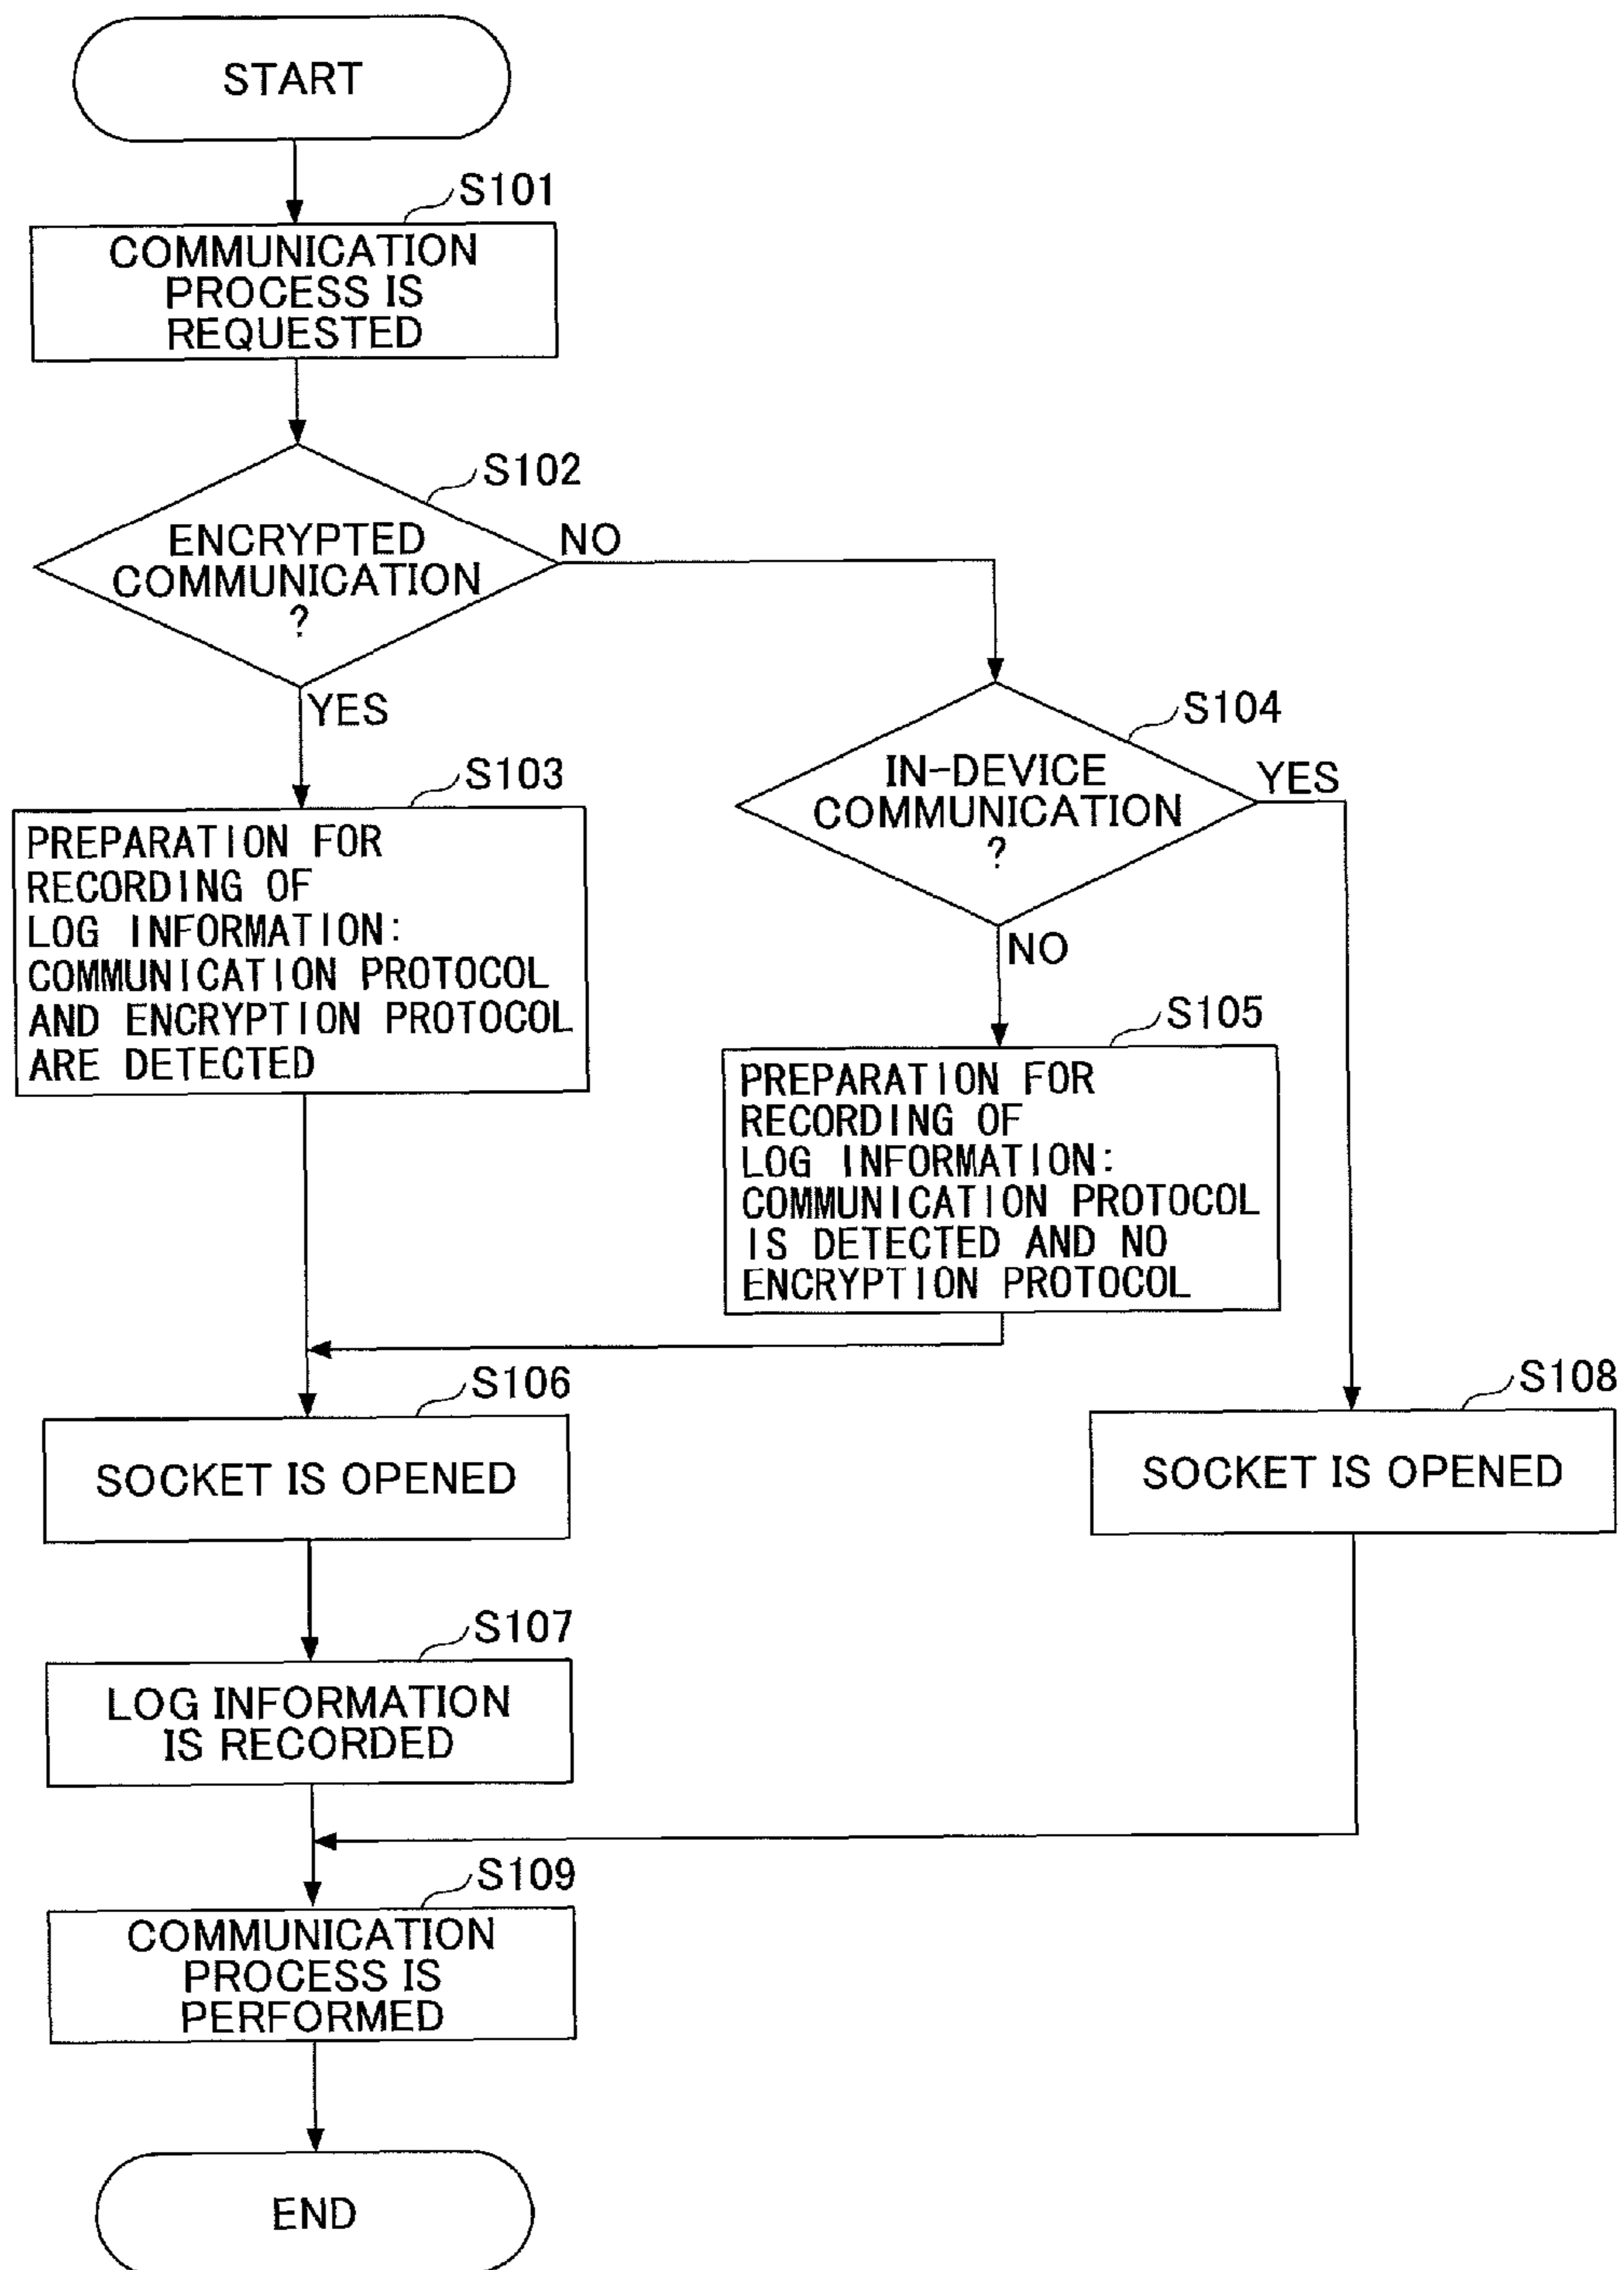 START
S101
COMMUNICATION
PROCESS IS
REQUESTED
S102
ENCRYPTED
COMMUNICATION
?
NO
YES
S104
IN-DEVICE
COMMUNICATION
?
YES
NO
S103
PREPARATION FOR
RECORDING OF
LOG INFORMATION:
COMMUNICATION PROTOCOL
AND ENCRYPTION PROTOCOL
ARE DETECTED
S105
PREPARATION FOR
RECORDING OF
LOG INFORMATION:
COMMUNICATION PROTOCOL
IS DETECTED AND NO
ENCRYPTION PROTOCOL
S106
SOCKET IS OPENED
S108
SOCKET IS OPENED
S107
LOG INFORMATION
IS RECORDED
S109
COMMUNICATION
PROCESS IS
PERFORMED
END